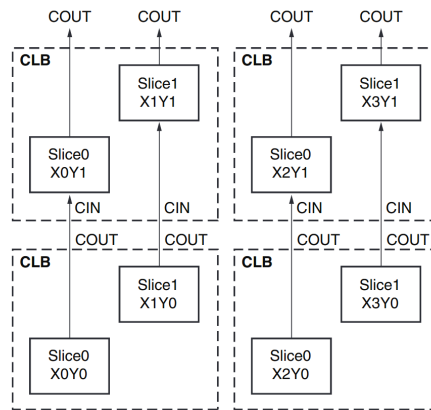 COUT COUT COUT COUT
CLB CLB
Slice1
X1Y1
Slice1
X3Y1
Slice0
X0Y1
Slice0
X2Y1
CIN CIN CIN CIN
COUT COUT COUT COUT
CLB CLB
Slice1
X1Y0
Slice1
X3Y0
Slice0
X0Y0
Slice0
X2Y0